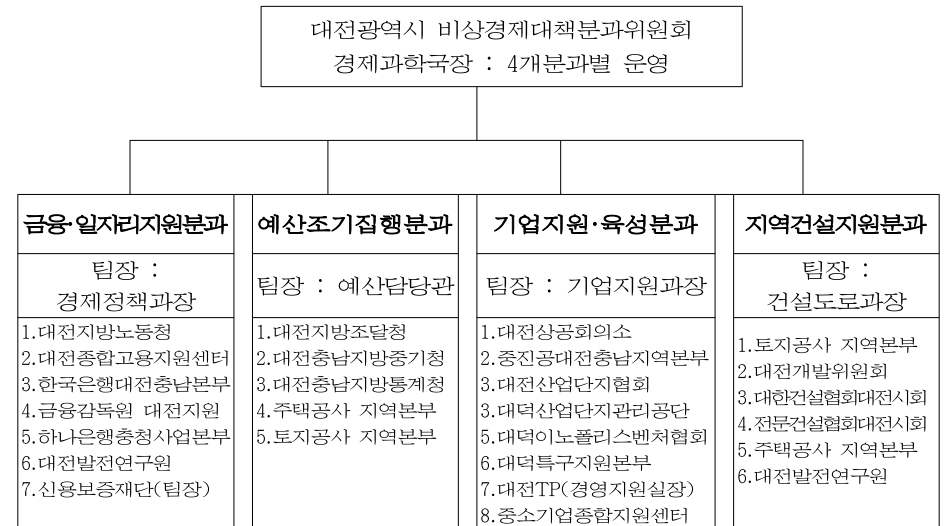 대전광역시 비상경제대책분과위원회
경제과학국장 : 4개분과별 운영
금융·일자리지원분과
팀장 :
경제정책과장
1.대전지방노동청
2.대전종합고용지원센터
3.한국은행대전충남본부
4.금융감독원 대전지원
5.하나은행충청사업본부
6.대전발전연구원
7.신용보증재단(팀장)
예산조기집행분과
팀장 : 예산담당관
1.대전지방조달청
2.대전충남지방중기청
3.대전충남지방통계청
4.주택공사 지역본부
5.토지공사 지역본부
기업지원·육성분과
팀장 : 기업지원과장
1.대전상공회의소
2.중진공대전충남지역본부
3.대전산업단지협회
3.대덕산업단지관리공단
5.대덕이노폴리스벤처협회
6.대덕특구지원본부
7.대전TP(경영지원실장)
8.중소기업종합지원센터
지역건설지원분과
팀장 :
건설도로과장
1.토지공사 지역본부
2.대전개발위원회
3.대한건설협회대전시회
4.전문건설협회대전시회
5.주택공사 지역본부
6.대전발전연구원